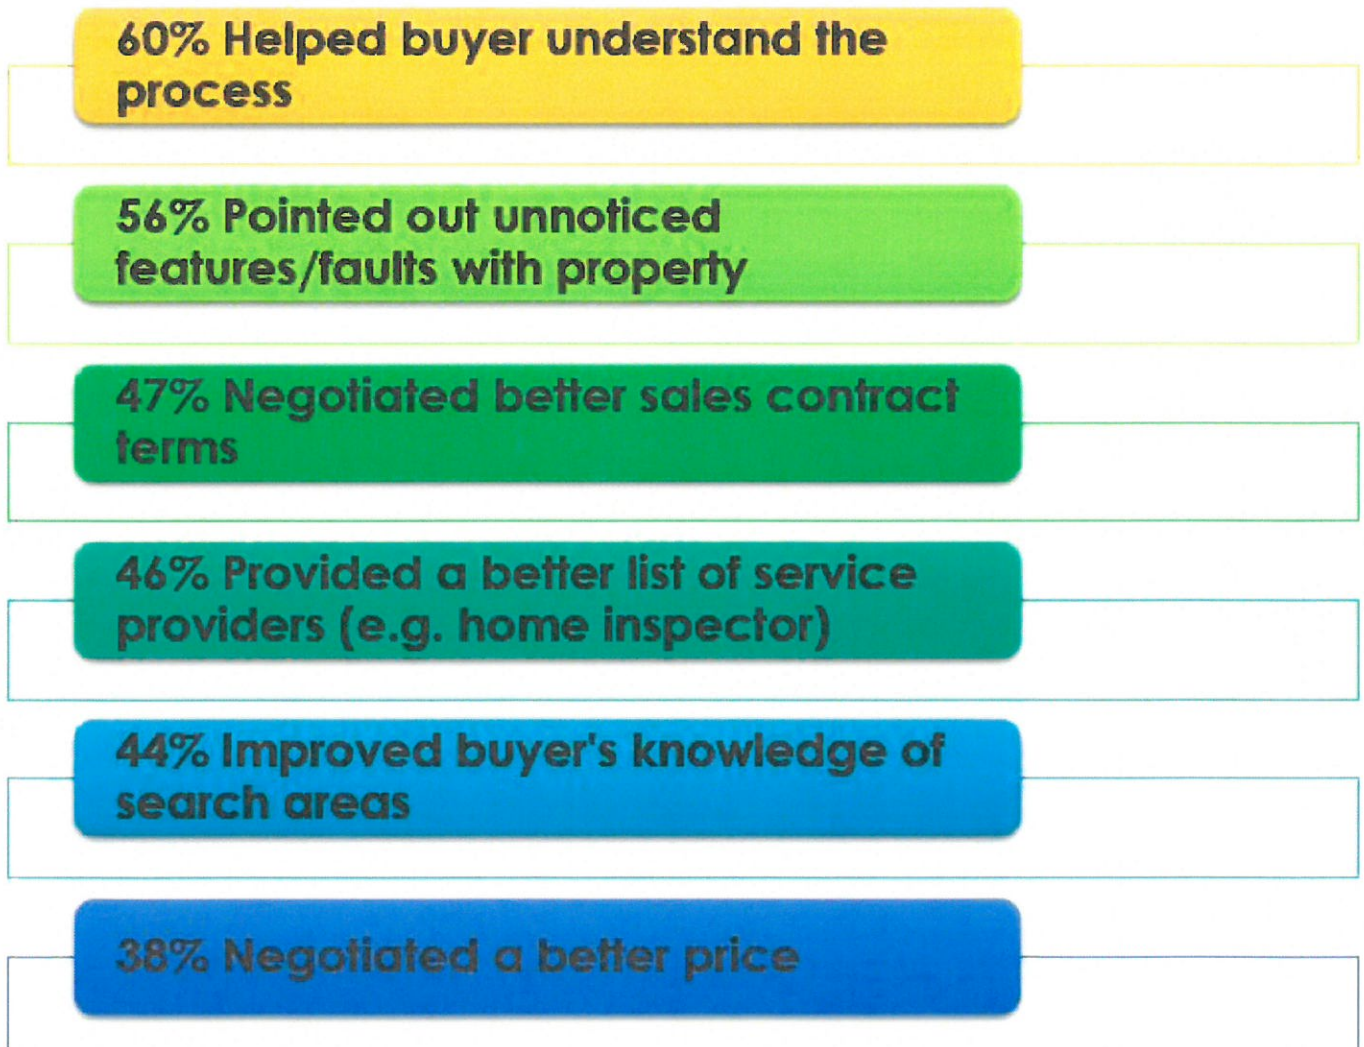 60% Helped buyer understand the
process
56% Pointed out unnoticed
features/faults with property
47% Negotiated better sales contract
terms
46% Provided a better list of service
providers (e.g. home inspector)
44% Improved buyer's knowledge of
search areas
38% Negotiated a better price